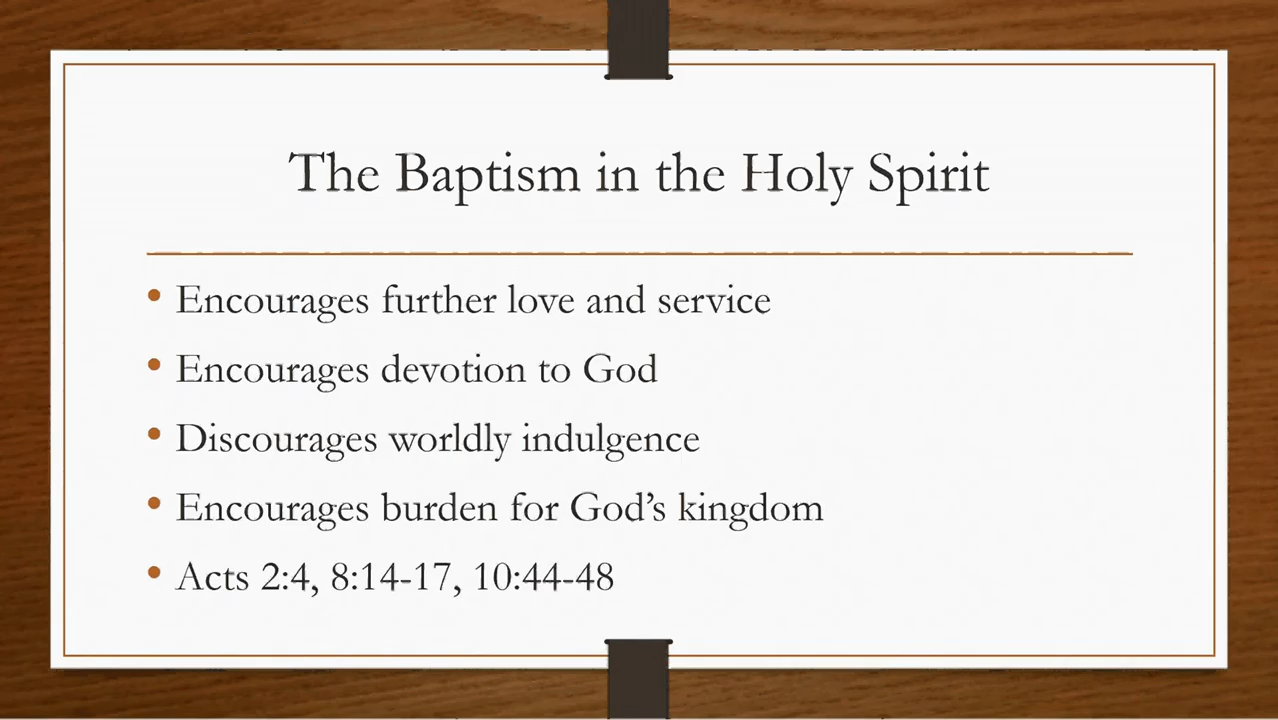 The Baptism in the Holy Spirit
• Encourages further love and service
• Encourages devotion to God
• Discourages worldly indulgence
• Encourages burden for God’s kingdom
• Acts 2:4, 8:14-17, 10:44-48